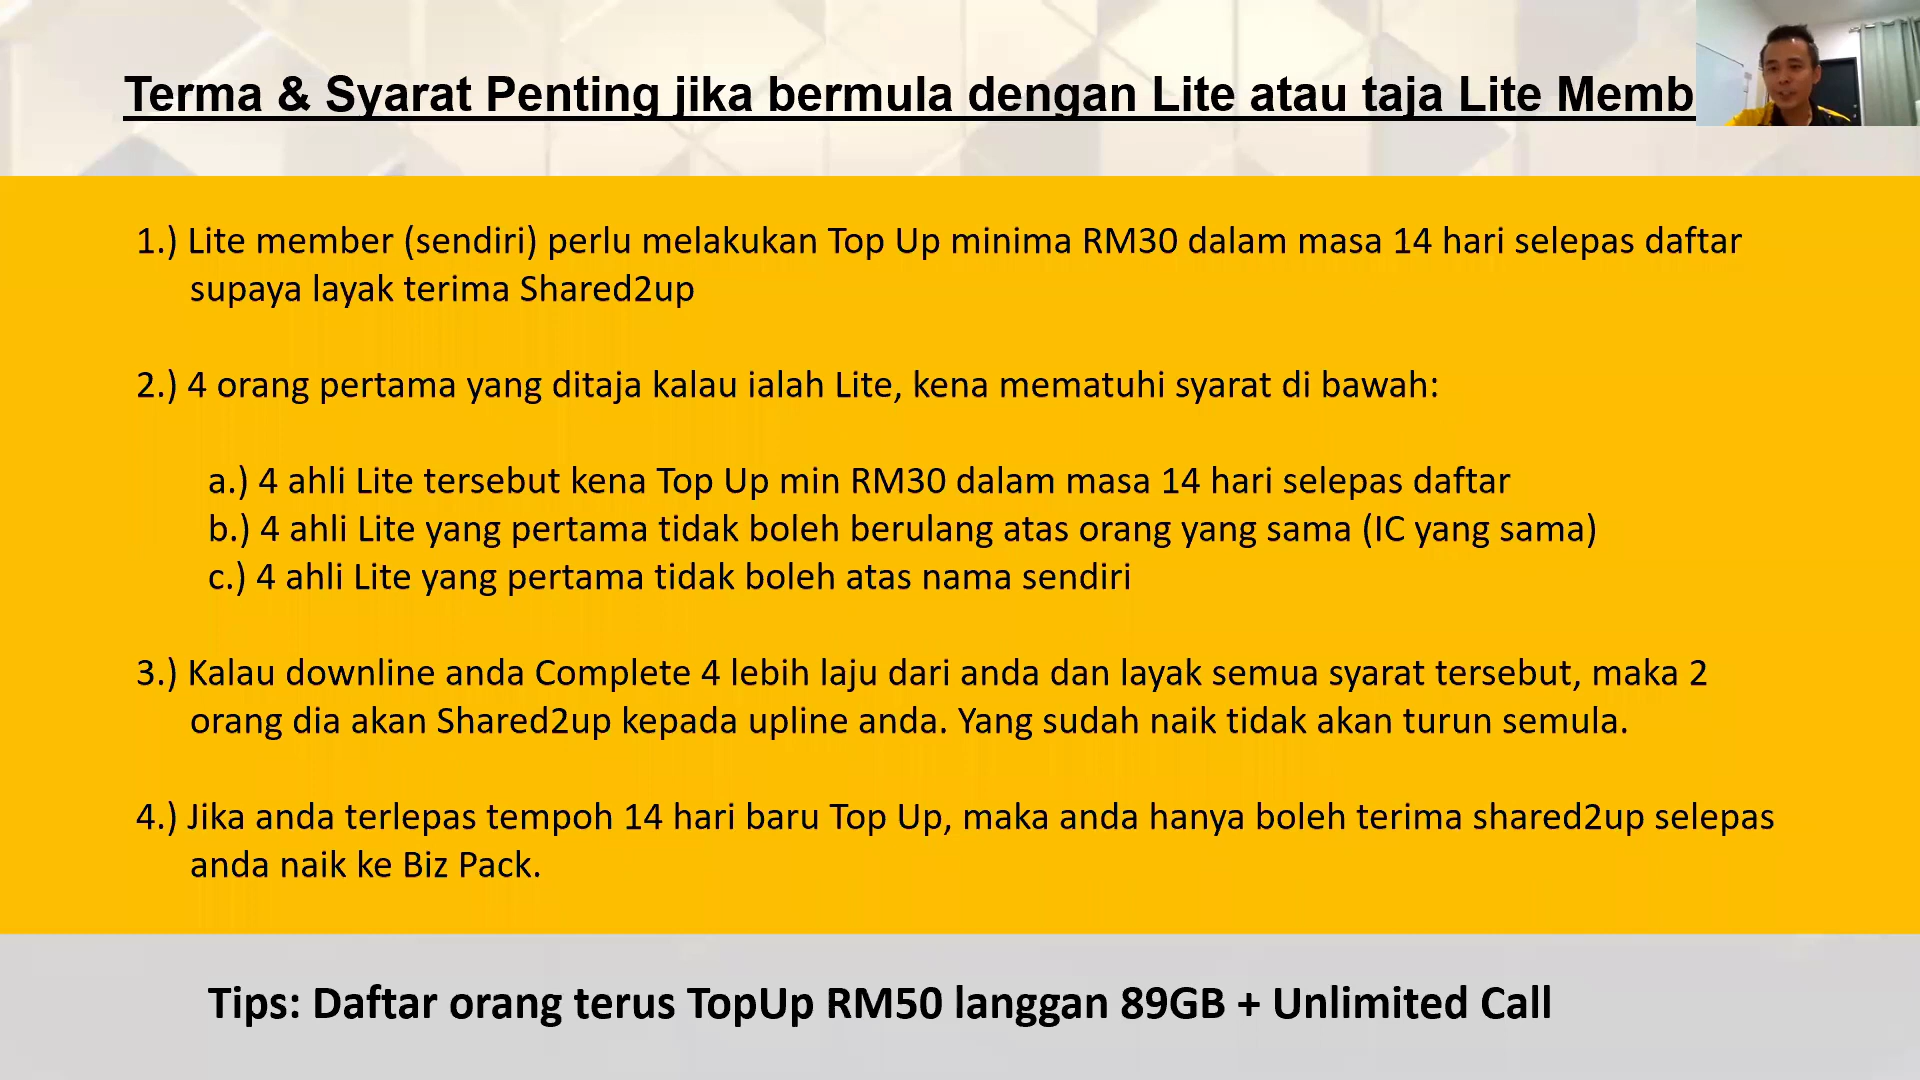 Terma & Syarat Penting jika bermula dengan Lite atau taja Lite Memb
1.) Lite member (sendiri) perlu melakukan Top Up minima RM30 dalam masa 14 hari selepas daftar
supaya layak terima Shared2up
2.) 4 orang pertama yang ditaja kalau ialah Lite, kena mematuhi syarat di bawah:
a.) 4 ahli Lite tersebut kena Top Up min RM30 dalam masa 14 hari selepas daftar
b.) 4 ahli Lite yang pertama tidak boleh berulang atas orang yang sama (IC yang sama)
c.) 4 ahli Lite yang pertama tidak boleh atas nama sendiri
3.) Kalau downline anda Complete 4 lebih laju dari anda dan layak semua syarat tersebut, maka 2
orang dia akan Shared2up kepada upline anda. Yang sudah naik tidak akan turun semula.
4.) Jika anda terlepas tempoh 14 hari baru Top Up, maka anda hanya boleh terima shared2up selepas
anda naik ke Biz Pack.
Tips: Daftar orang terus TopUp RM50 langgan 89GB + Unlimited Call